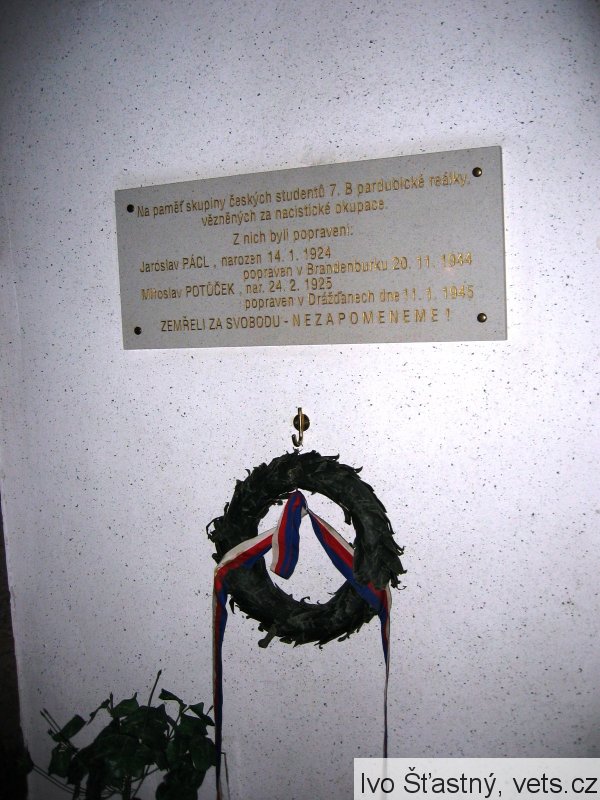 Na paměť skupiny českých studentů 7. B pardubické reálky,
vězněných za nacistické okupace.
Z nich byli popraveni:
Jaroslav PÁCL , narozen 14. 1. 1924
popraven v Brandenburku 20. 11. 1944
Miloslav POTŮČEK , nar. 24. 2. 1925
popraven v Drážďanech dne 11. 1. 1945
ZEMŘELI ZA SVOBODU - NEZAPOMENEME !
Ivo Šťastný, vets.cz